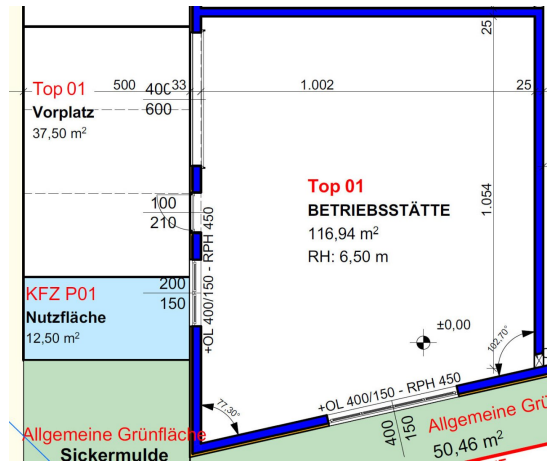 25
500 400 33 1.002 25
600
Top 01
Vorplatz
37,50 m²
100
210
+OL 400/150 - RPH 450
Top 01
BETRIEBSSTÄTTE
116,94 m²
RH: 6,50 m
1.054
200
150
KFZ P01
Nutzfläche
12,50 m²
±0,00
102.70°
77.30°
+OL 400/150 - RPH 450
400
150
Allgemeine Grünfläche
Sickermulde
Allgemeine Grü
50,46 m²